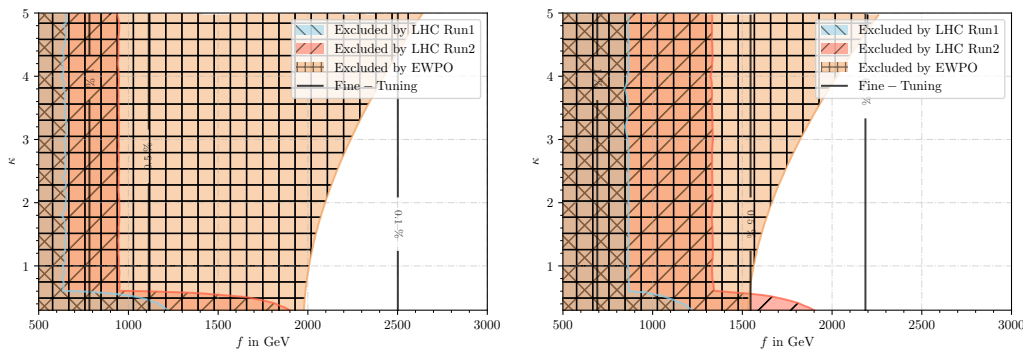 5
4
3
2
1
κ
500
1000
1500
2000
2500
3000
f in GeV
Excluded by LHC Run1
Excluded by LHC Run2
Excluded by EWPO
Fine − Tuning
%
0.5 %
0.1 %
5
4
3
2
1
κ
500
1000
1500
2000
2500
3000
f in GeV
Excluded by LHC Run1
Excluded by LHC Run2
Excluded by EWPO
Fine − Tuning
0.5 %
%